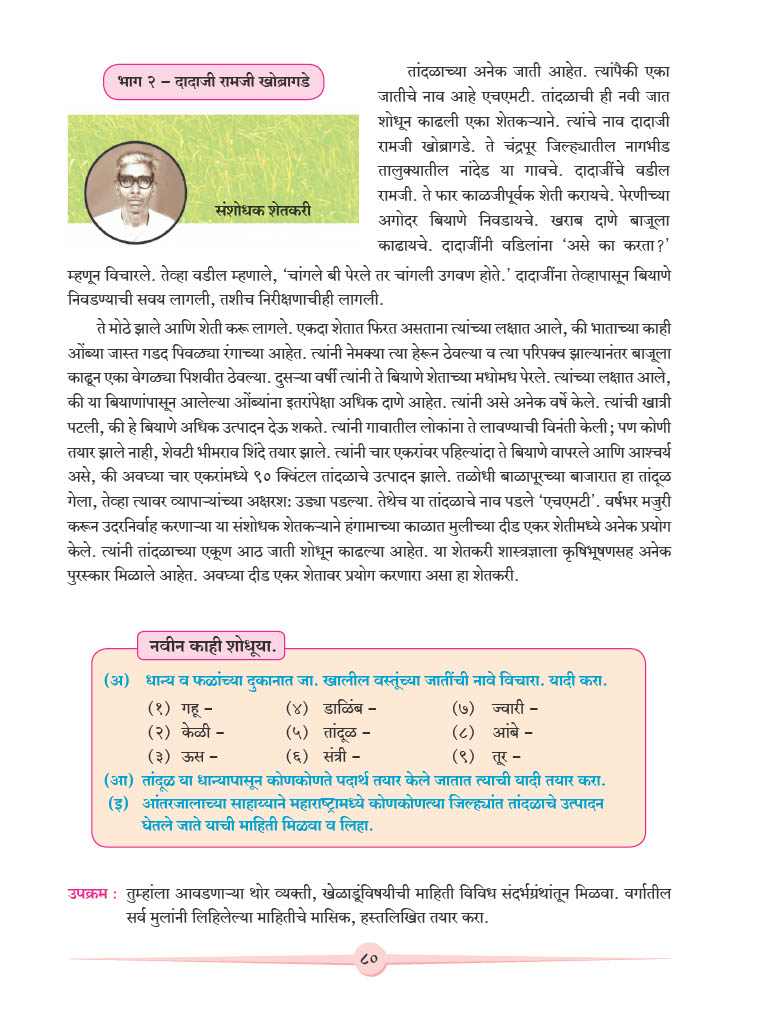 भाग २ – दादाजी रामजी खोब्रागडे
संशोधक शेतकरी
तांदळाच्या अनेक जाती आहेत. त्यांपैकी एका
जातीचे नाव आहे एचएमटी. तांदळाची ही नवी जात
शोधून काढली एका शेतकऱ्याने. त्यांचे नाव दादाजी
रामजी खोब्रागडे. ते चंद्रपूर जिल्ह्यातील नागभीड
तालुक्यातील नांदेड या गावचे. दादाजींचे वडील
रामजी. ते फार काळजीपूर्वक शेती करायचे. पेरणीच्या
अगोदर बियाणे निवडायचे. खराब दाणे बाजूला
काढायचे. दादाजींनी वडिलांना ‘असे का करता?’
म्हणून विचारले. तेव्हा वडील म्हणाले, ‘चांगले बी पेरले तर चांगली उगवण होते.’ दादाजींना तेव्हापासून बियाणे
निवडण्याची सवय लागली, तशीच निरीक्षणाचीही लागली.
ते मोठे झाले आणि शेती करू लागले. एकदा शेतात फिरत असताना त्यांच्या लक्षात आले, की भाताच्या काही
ओंब्या जास्त गडद पिवळ्या रंगाच्या आहेत. त्यांनी नेमक्या त्या हेरून ठेवल्या व त्या परिपक्व झाल्यानंतर बाजूला
काढून एका वेगळ्या पिशवीत ठेवल्या. दुसऱ्या वर्षी त्यांनी ते बियाणे शेताच्या मधोमध पेरले. त्यांच्या लक्षात आले,
की या बियाणांपासून आलेल्या ओंब्यांना इतरांपेक्षा अधिक दाणे आहेत. त्यांनी असे अनेक वर्षे केले. त्यांची खात्री
पटली, की हे बियाणे अधिक उत्पादन देऊ शकते. त्यांनी गावातील लोकांना ते लावण्याची विनंती केली; पण कोणी
तयार झाले नाही, शेवटी भीमराव शिंदे तयार झाले. त्यांनी चार एकरांवर पहिल्यांदा ते बियाणे वापरले आणि आश्चर्य
असे, की अवघ्या चार एकरांमध्ये ९० क्विंटल तांदळाचे उत्पादन झाले. तळोधी बाळापूरच्या बाजारात हा तांदूळ
गेला, तेव्हा त्यावर व्यापाऱ्यांच्या अक्षरशः उड्या पडल्या. तेथेच या तांदळाचे नाव पडले ‘एचएमटी’. वर्षभर मजुरी
करून उदरनिर्वाह करणाऱ्या या संशोधक शेतकऱ्याने हंगामाच्या काळात मुलीच्या दीड एकर शेतीमध्ये अनेक प्रयोग
केले. त्यांनी तांदळाच्या एकूण आठ जाती शोधून काढल्या आहेत. या शेतकरी शास्त्रज्ञाला कृषिभूषणसह अनेक
पुरस्कार मिळाले आहेत. अवघ्या दीड एकर शेतावर प्रयोग करणारा असा हा शेतकरी.
नवीन काही शोधूया.
(अ) धान्य व फळांच्या दुकानात जा. खालील वस्तूंच्या जातींची नावे विचारा. यादी करा.
(१) गहू – (४) डाळिंब – (७) ज्वारी –
(२) केळी – (५) तांदूळ – (८) आंबे –
(३) ऊस – (६) संत्री – (९) तूर –
(आ) तांदूळ या धान्यापासून कोणकोणते पदार्थ तयार केले जातात त्याची यादी तयार करा.
(इ) आंतरजालाच्या साहाय्याने महाराष्ट्रामध्ये कोणकोणत्या जिल्ह्यांत तांदळाचे उत्पादन
घेतले जाते याची माहिती मिळवा व लिहा.
उपक्रम : तुम्हांला आवडणाऱ्या थोर व्यक्ती, खेळाडूंविषयीची माहिती विविध संदर्भग्रंथांतून मिळवा. वर्गातील
सर्व मुलांनी लिहिलेल्या माहितीचे मासिक, हस्तलिखित तयार करा.
८०